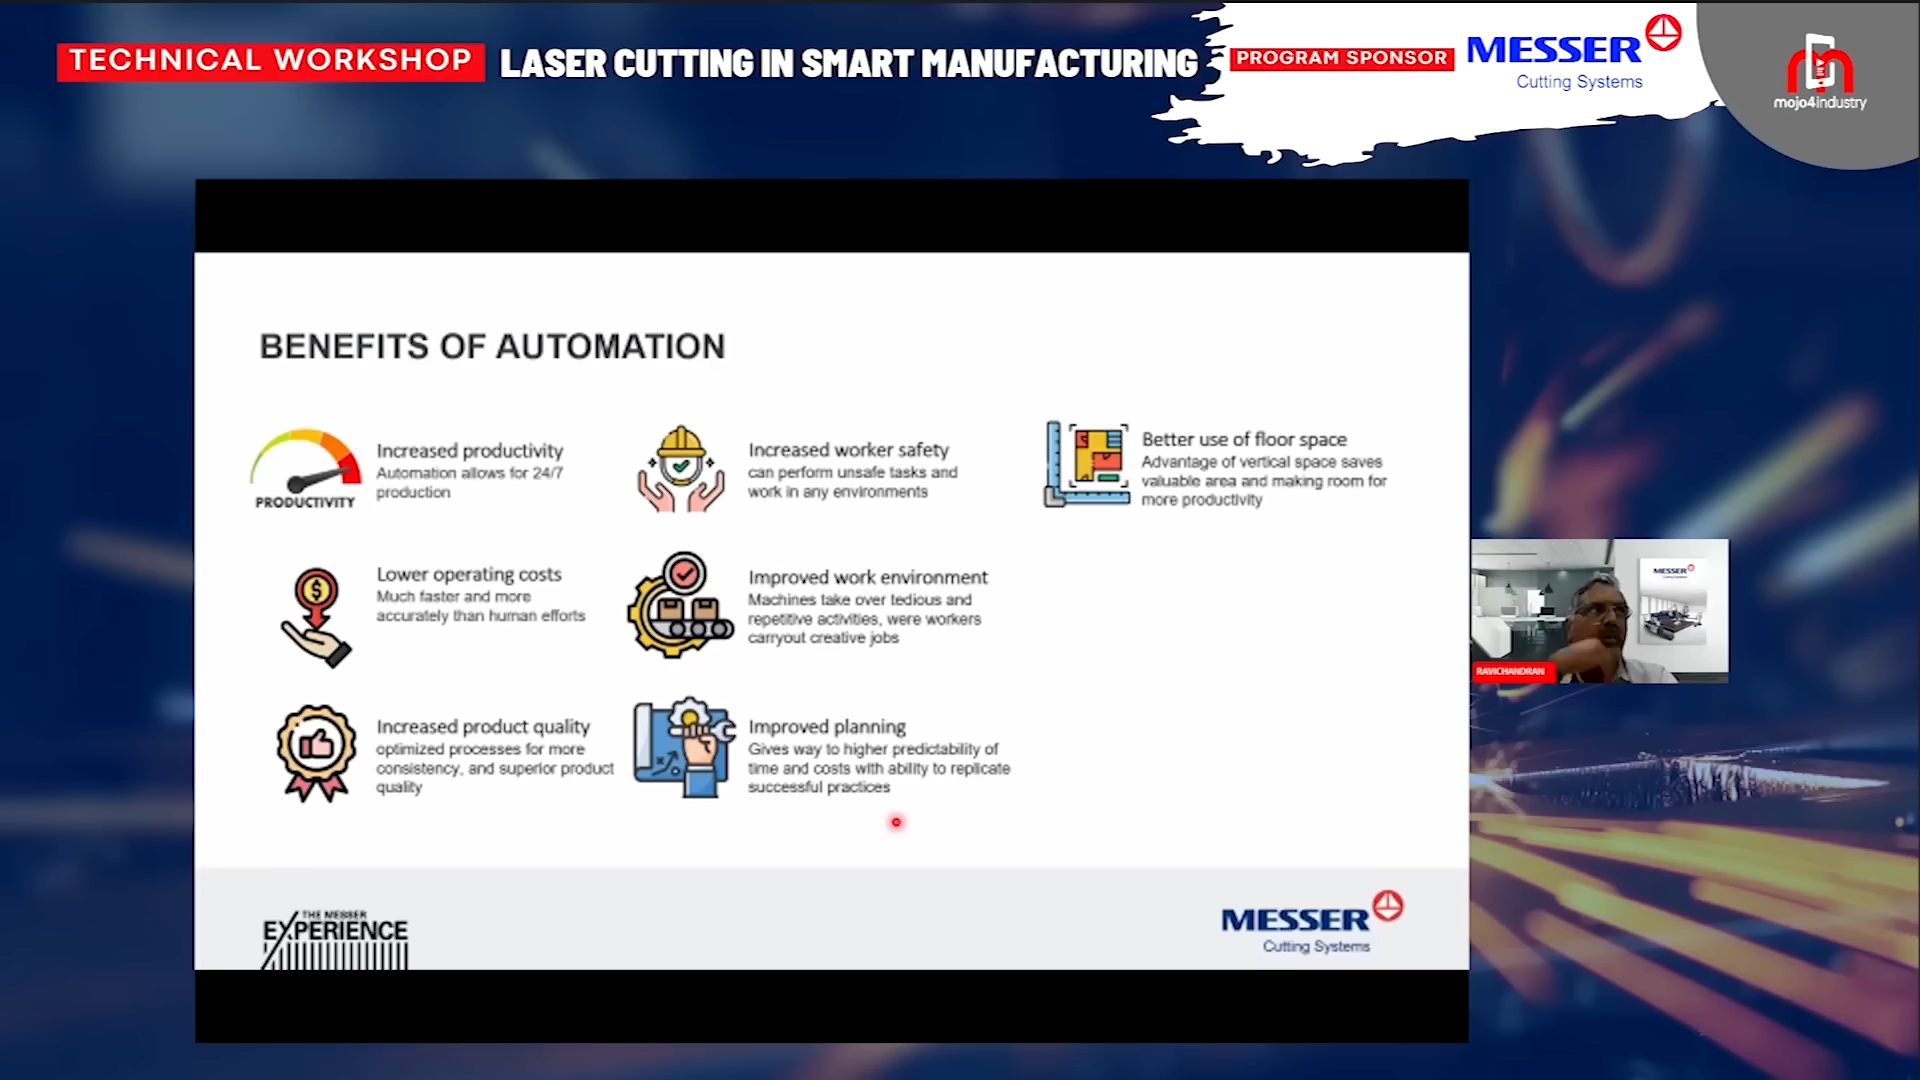 TECHNICAL WORKSHOP
LASER CUTTING IN SMART MANUFACTURING
PROGRAM SPONSOR
MESSER
Cutting Systems
mojo4industry
BENEFITS OF AUTOMATION
PRODUCTIVITY
Increased productivity
Automation allows for 24/7
production
Increased worker safety
can perform unsafe tasks and
work in any environments
Better use of floor space
Advantage of vertical space saves
valuable area and making room for
more productivity
Lower operating costs
Much faster and more
accurately than human efforts
Improved work environment
Machines take over tedious and
repetitive activities, were workers
carryout creative jobs
Increased product quality
optimized processes for more
consistency, and superior product
quality
Improved planning
Gives way to higher predictability of
time and costs with ability to replicate
successful practices
MESSER
Cutting Systems
RAVICHANDRAN
THE MESSER
EXPERIENCE
MESSER
Cutting Systems